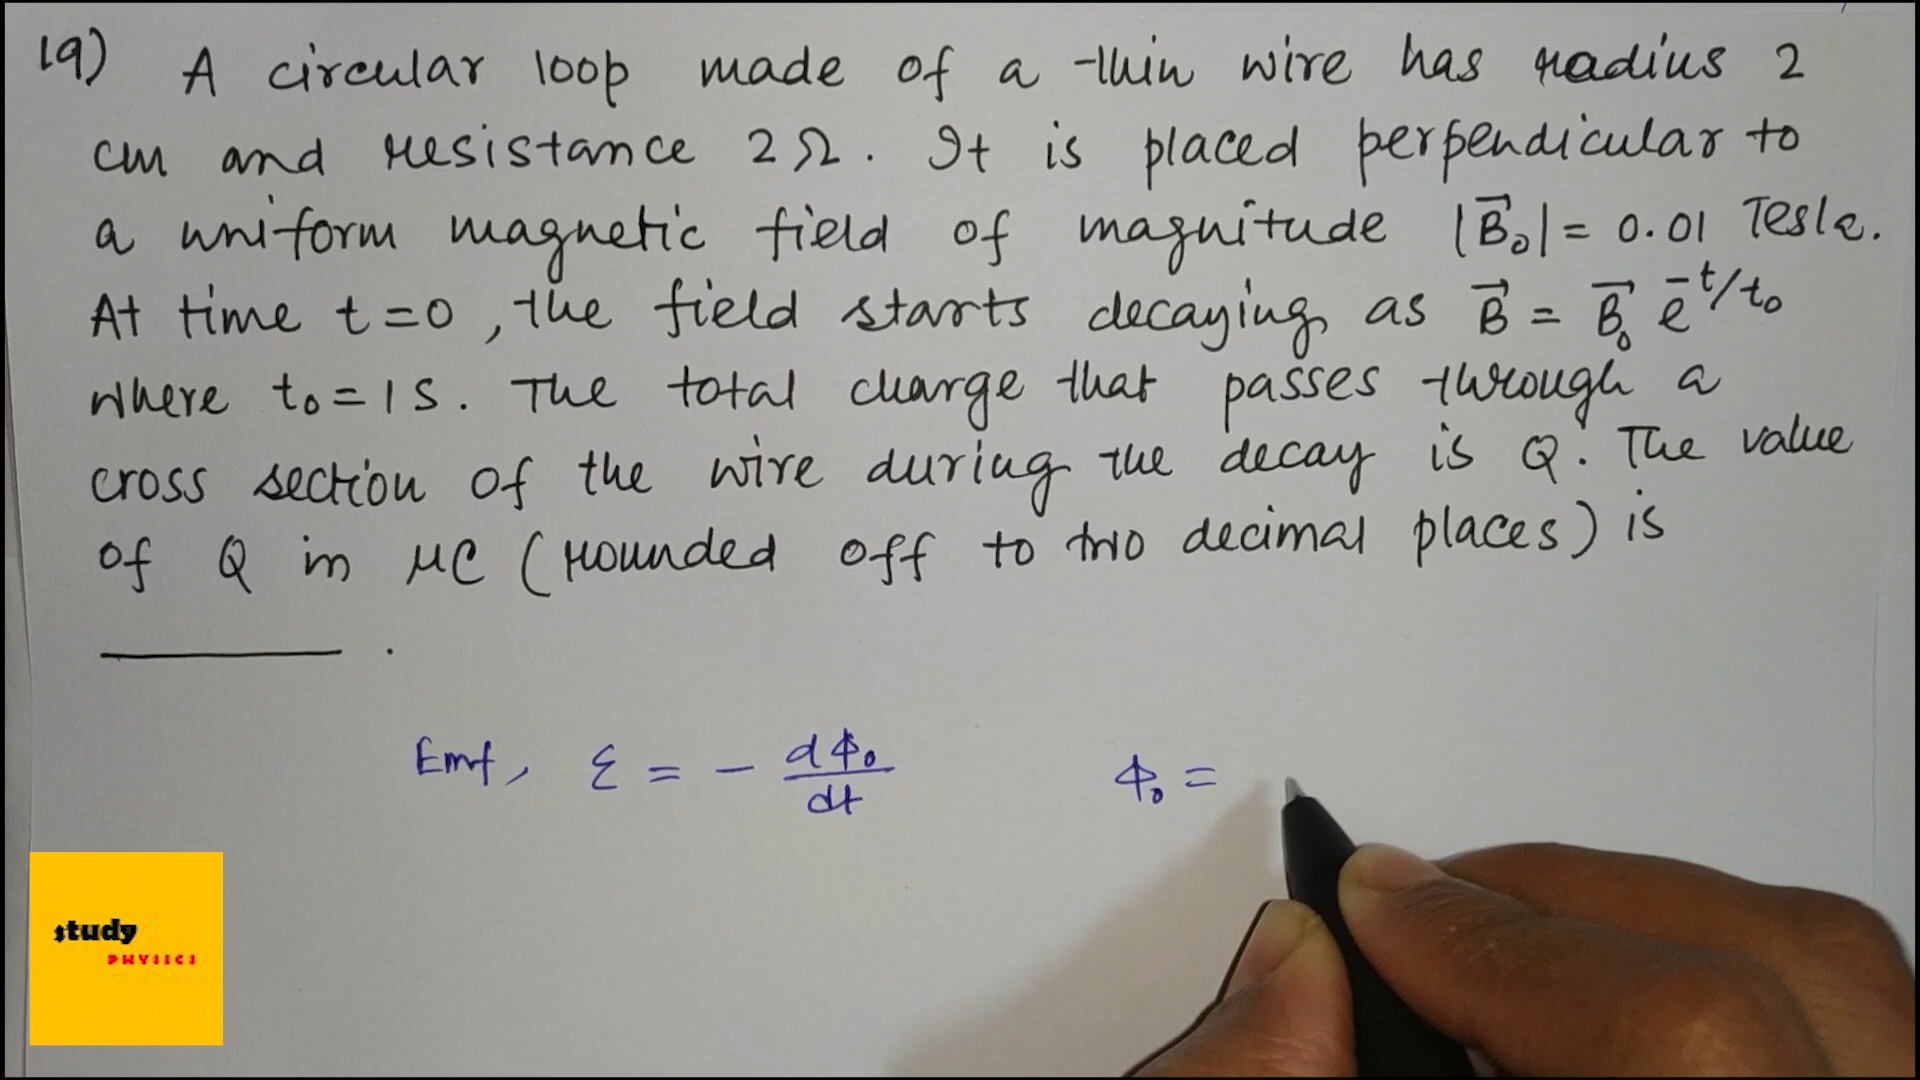 19) A circular loop made of a thin wire has radius 2
cm and resistance 2Ω. It is placed perpendicular to
a uniform magnetic field of magnitude |B⃗₀| = 0.01 Tesla.
At time t=0, the field starts decaying as B⃗ = B⃗₀ e^-t/t₀
where t₀=1s. The total charge that passes through a
cross section of the wire during the decay is Q. The value
of Q in μC (rounded off to two decimal places) is
______ .
Emf, ε = - dΦ₀/dt Φ₀ =
study
PHYSICS